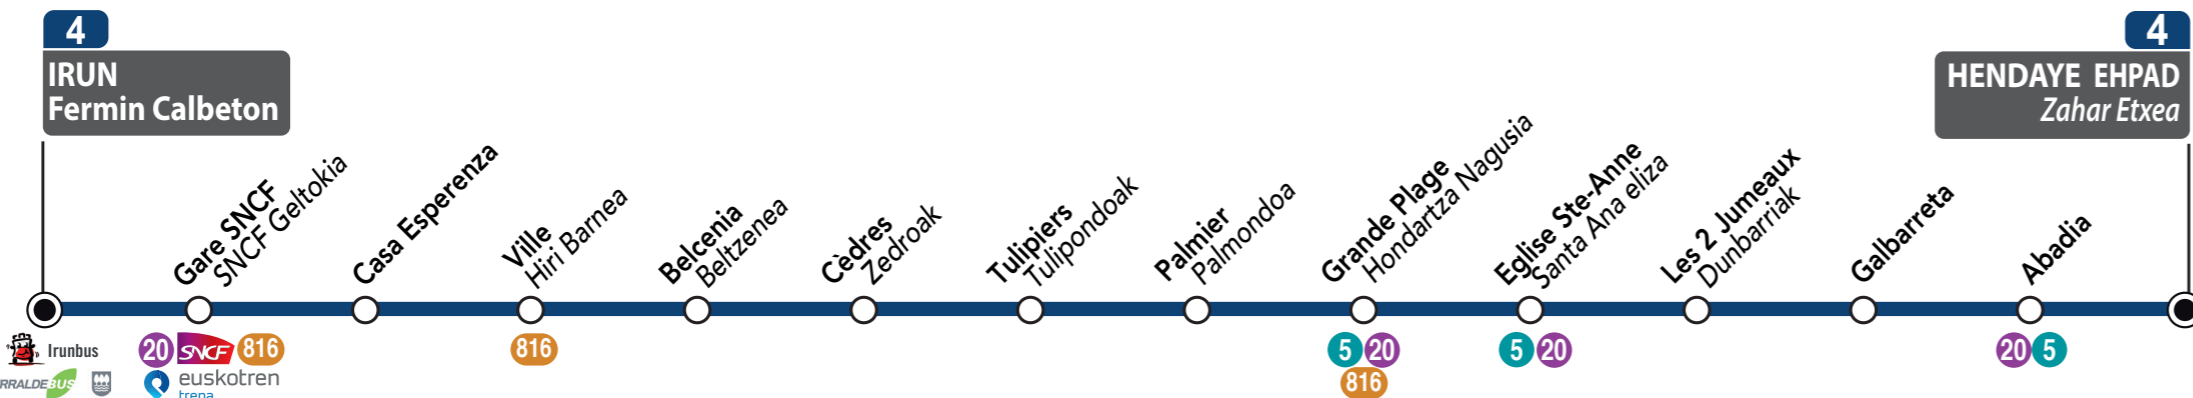 4
IRUN
Fermin Calbeton
4
HENDAYE EHPAD
Zahar Etxea
Gare SNCF
SNCF Geltokia
Casa Esperenza
Ville
Hiri Barnea
Belcenia
Beltzenea
Cèdres
Zedroak
Tulipiers
Tulipondoak
Palmier
Palmondoa
Grande Plage
Hondartza Nagusia
Eglise Ste-Anne
Santa Ana eliza
Les 2 Jumeaux
Dunbarriak
Galbarreta
Abadia
Irunbus
RRALDEBUS
20 SNCF 816
euskotren
trena
816
5 20
816
5 20
20 5